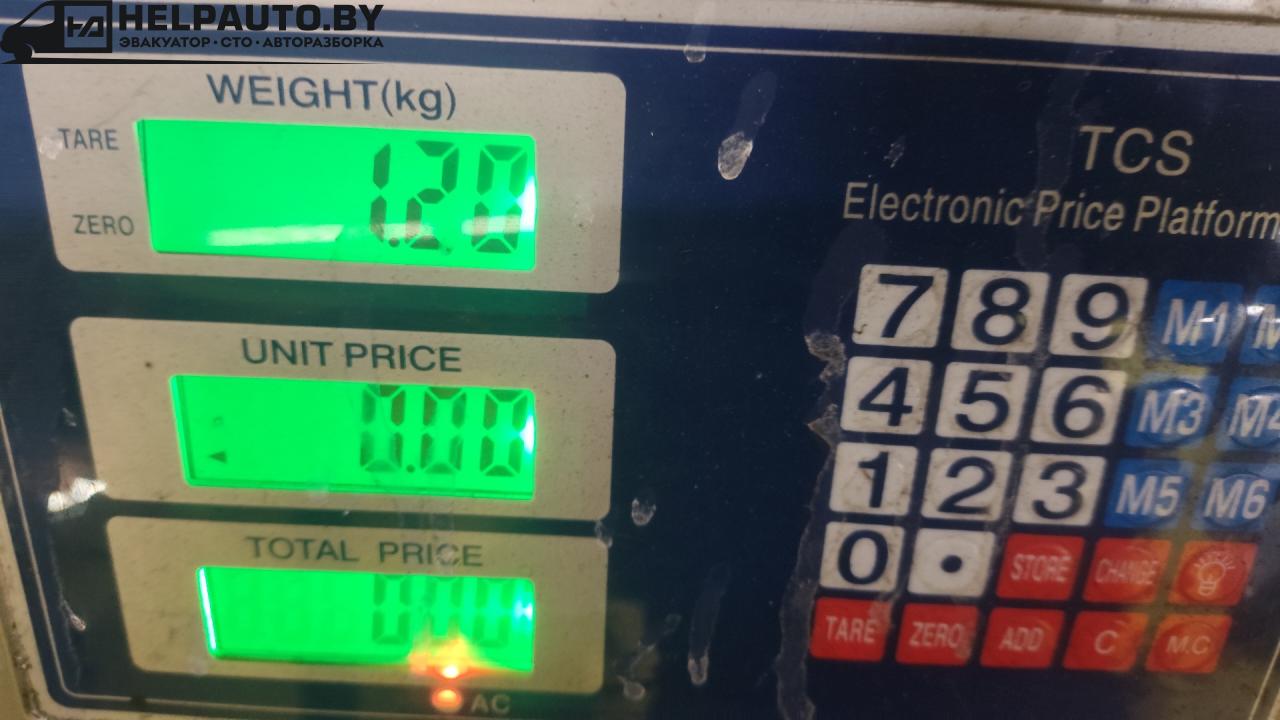 HELPAUTO.BY
ЭВАКУАТОР · СТО · АВТОРАЗБОРКА
WEIGHT(kg)
TARE
1.20
ZERO
UNIT PRICE
0.00
TOTAL PRICE
0.00
AC
TCS
Electronic Price Platform
7 8 9 M1
4 5 6 M3 M4
1 2 3 M5 M6
0 . STORE CHANGE
TARE ZERO ADD C M.C